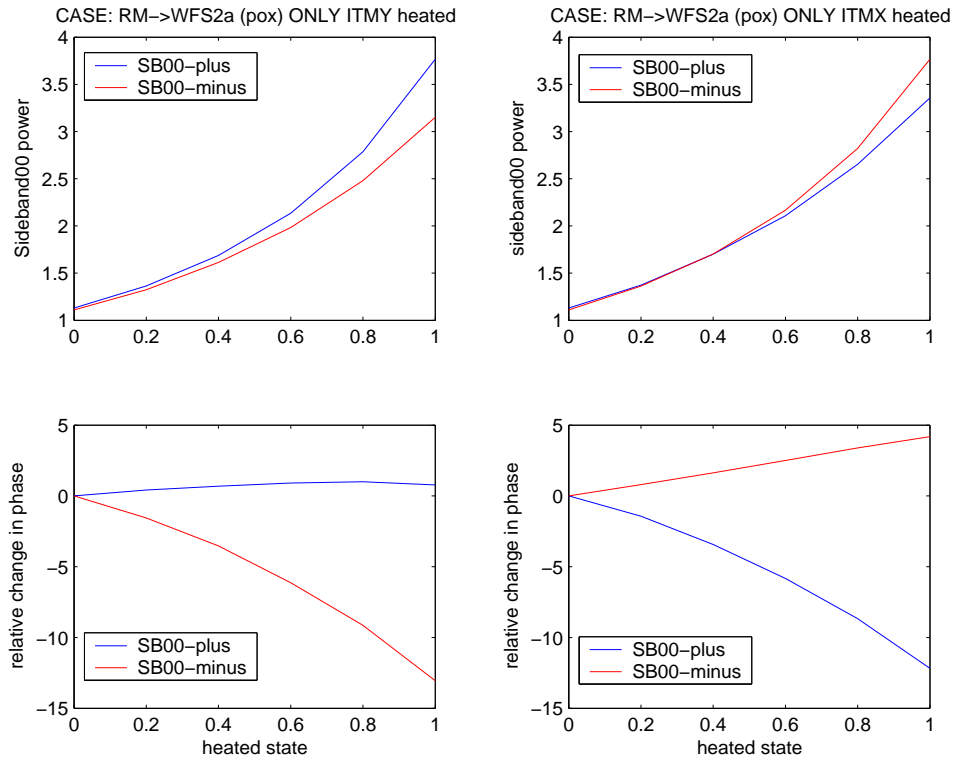 CASE: RM->WFS2a (pox) ONLY ITMY heated
4
3.5
3
2.5
2
1.5
1
0 0.2 0.4 0.6 0.8 1
Sideband00 power
SB00-plus
SB00-minus
CASE: RM->WFS2a (pox) ONLY ITMX heated
4
3.5
3
2.5
2
1.5
1
0 0.2 0.4 0.6 0.8 1
sideband00 power
SB00-plus
SB00-minus
5
0
-5
-10
-15
0 0.2 0.4 0.6 0.8 1
relative change in phase
heated state
SB00-plus
SB00-minus
5
0
-5
-10
-15
0 0.2 0.4 0.6 0.8 1
relative change in phase
heated state
SB00-plus
SB00-minus